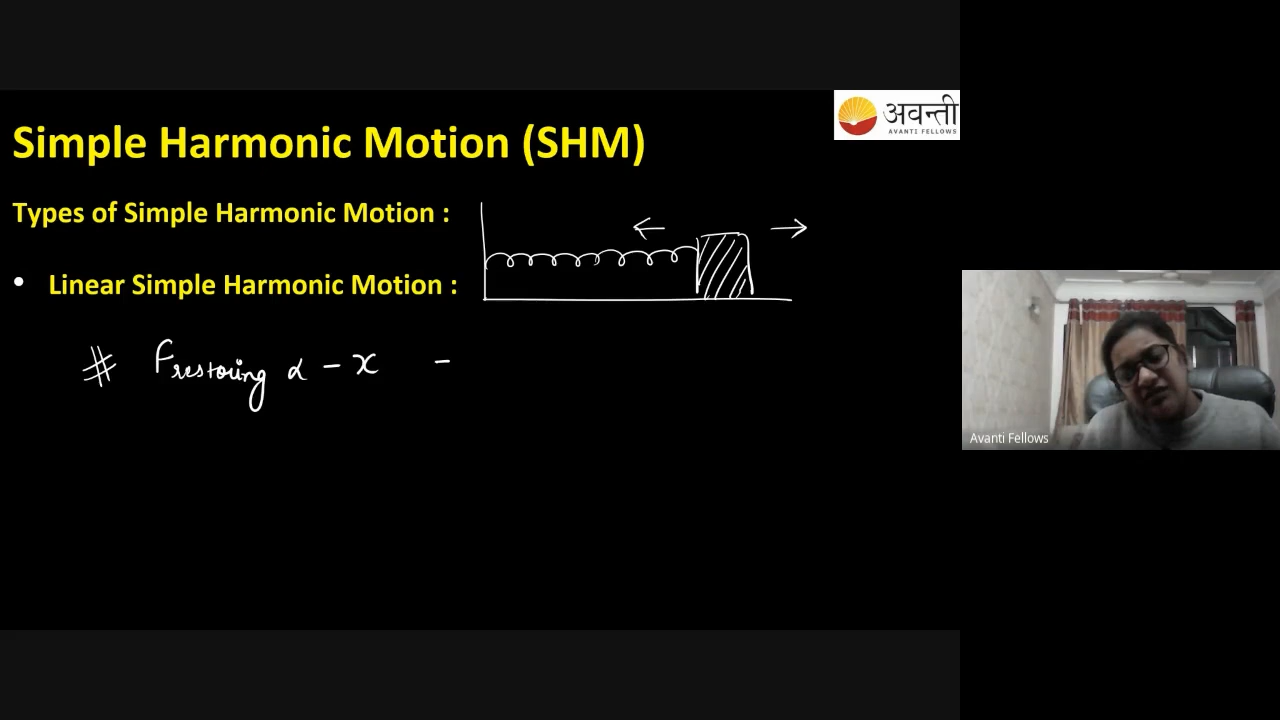 अवन्ती
AVANTI FELLOWS
Simple Harmonic Motion (SHM)
Types of Simple Harmonic Motion :
• Linear Simple Harmonic Motion :
# Frestoring α - x -
Avanti Fellows